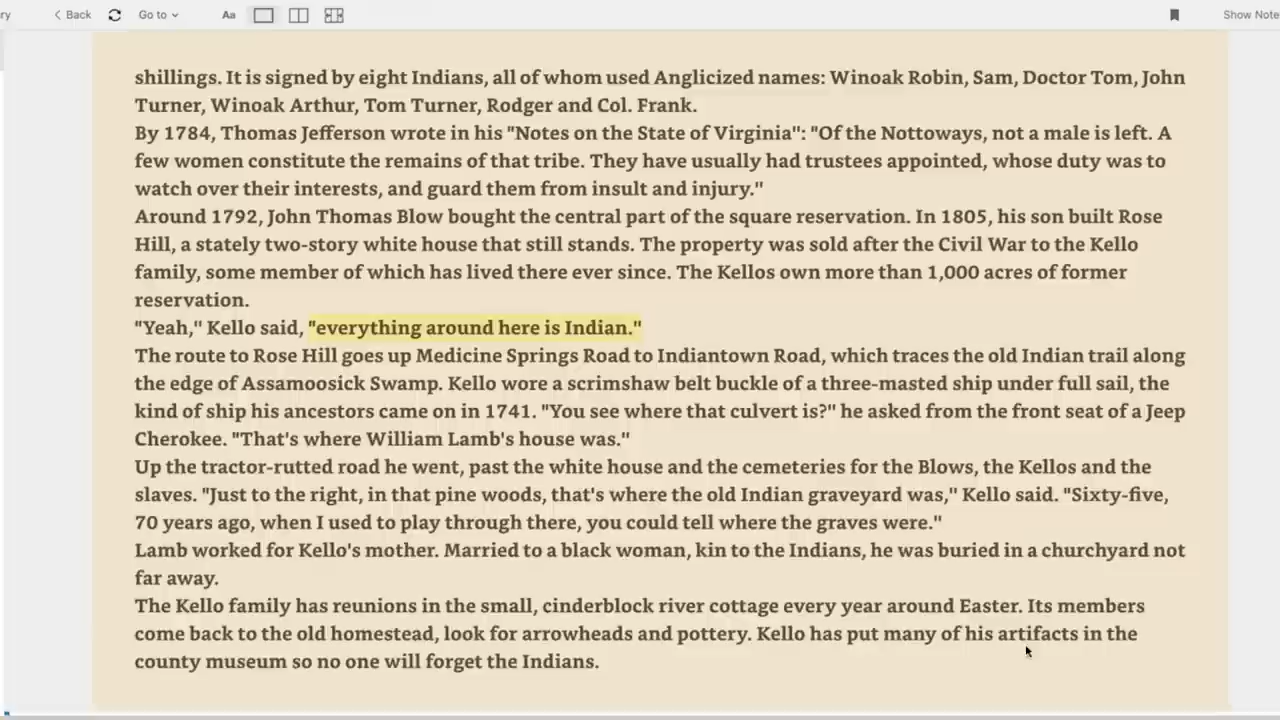 ry
Back
Go to
Aa
Show Note
shillings. It is signed by eight Indians, all of whom used Anglicized names: Winoak Robin, Sam, Doctor Tom, John
Turner, Winoak Arthur, Tom Turner, Rodger and Col. Frank.
By 1784, Thomas Jefferson wrote in his "Notes on the State of Virginia": "Of the Nottoways, not a male is left. A
few women constitute the remains of that tribe. They have usually had trustees appointed, whose duty was to
watch over their interests, and guard them from insult and injury."
Around 1792, John Thomas Blow bought the central part of the square reservation. In 1805, his son built Rose
Hill, a stately two-story white house that still stands. The property was sold after the Civil War to the Kello
family, some member of which has lived there ever since. The Kellos own more than 1,000 acres of former
reservation.
"Yeah," Kello said, "everything around here is Indian."
The route to Rose Hill goes up Medicine Springs Road to Indiantown Road, which traces the old Indian trail along
the edge of Assamoosick Swamp. Kello wore a scrimshaw belt buckle of a three-masted ship under full sail, the
kind of ship his ancestors came on in 1741. "You see where that culvert is?" he asked from the front seat of a Jeep
Cherokee. "That's where William Lamb's house was."
Up the tractor-rutted road he went, past the white house and the cemeteries for the Blows, the Kellos and the
slaves. "Just to the right, in that pine woods, that's where the old Indian graveyard was," Kello said. "Sixty-five,
70 years ago, when I used to play through there, you could tell where the graves were."
Lamb worked for Kello's mother. Married to a black woman, kin to the Indians, he was buried in a churchyard not
far away.
The Kello family has reunions in the small, cinderblock river cottage every year around Easter. Its members
come back to the old homestead, look for arrowheads and pottery. Kello has put many of his artifacts in the
county museum so no one will forget the Indians.